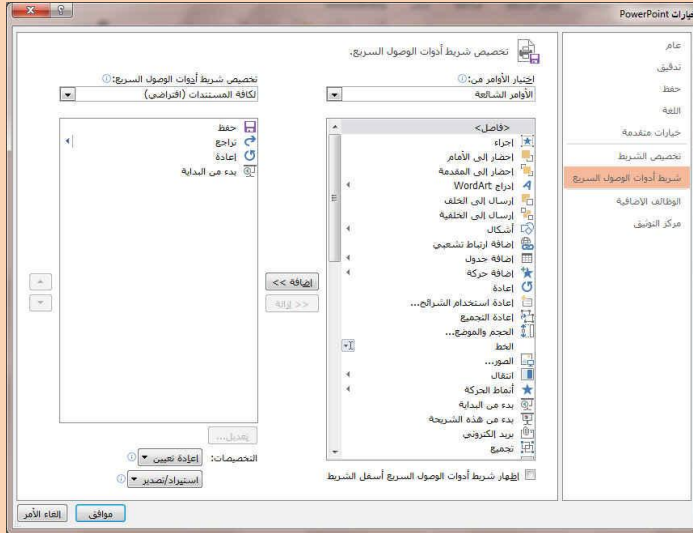 خيارات PowerPoint
عام
تدقيق
حفظ
اللغة
خيارات متقدمة
تخصيص الشريط
شريط أدوات الوصول السريع
الوظائف الإضافية
مركز التوثيق
تخصيص شريط أدوات الوصول السريع.
اختيار الأوامر من:
الأوامر الشائعة
<فاصل>
إجراء
إحضار إلى الأمام
إحضار إلى المقدمة
إدراج WordArt
إرسال إلى الخلف
إرسال إلى الخلفية
أشكال
إضافة ارتباط تشعبي
إضافة جدول
إضافة حركة
إعادة
إعادة استخدام الشرائح...
إعادة التجميع
الحجم والموضع...
الخط
الصور...
انتقال
أنماط الحركة
بدء من البداية
بدء من هذه الشريحة
بريد إلكتروني
تجميع
إظهار شريط أدوات الوصول السريع أسفل الشريط
إضافة >>
<< إزالة
تخصيص شريط أدوات الوصول السريع:
لكافة المستندات (افتراضي)
حفظ
تراجع
إعادة
بدء من البداية
تعديل...
التخصيصات:
إعادة تعيين
استيراد/تصدير
موافق
إلغاء الأمر